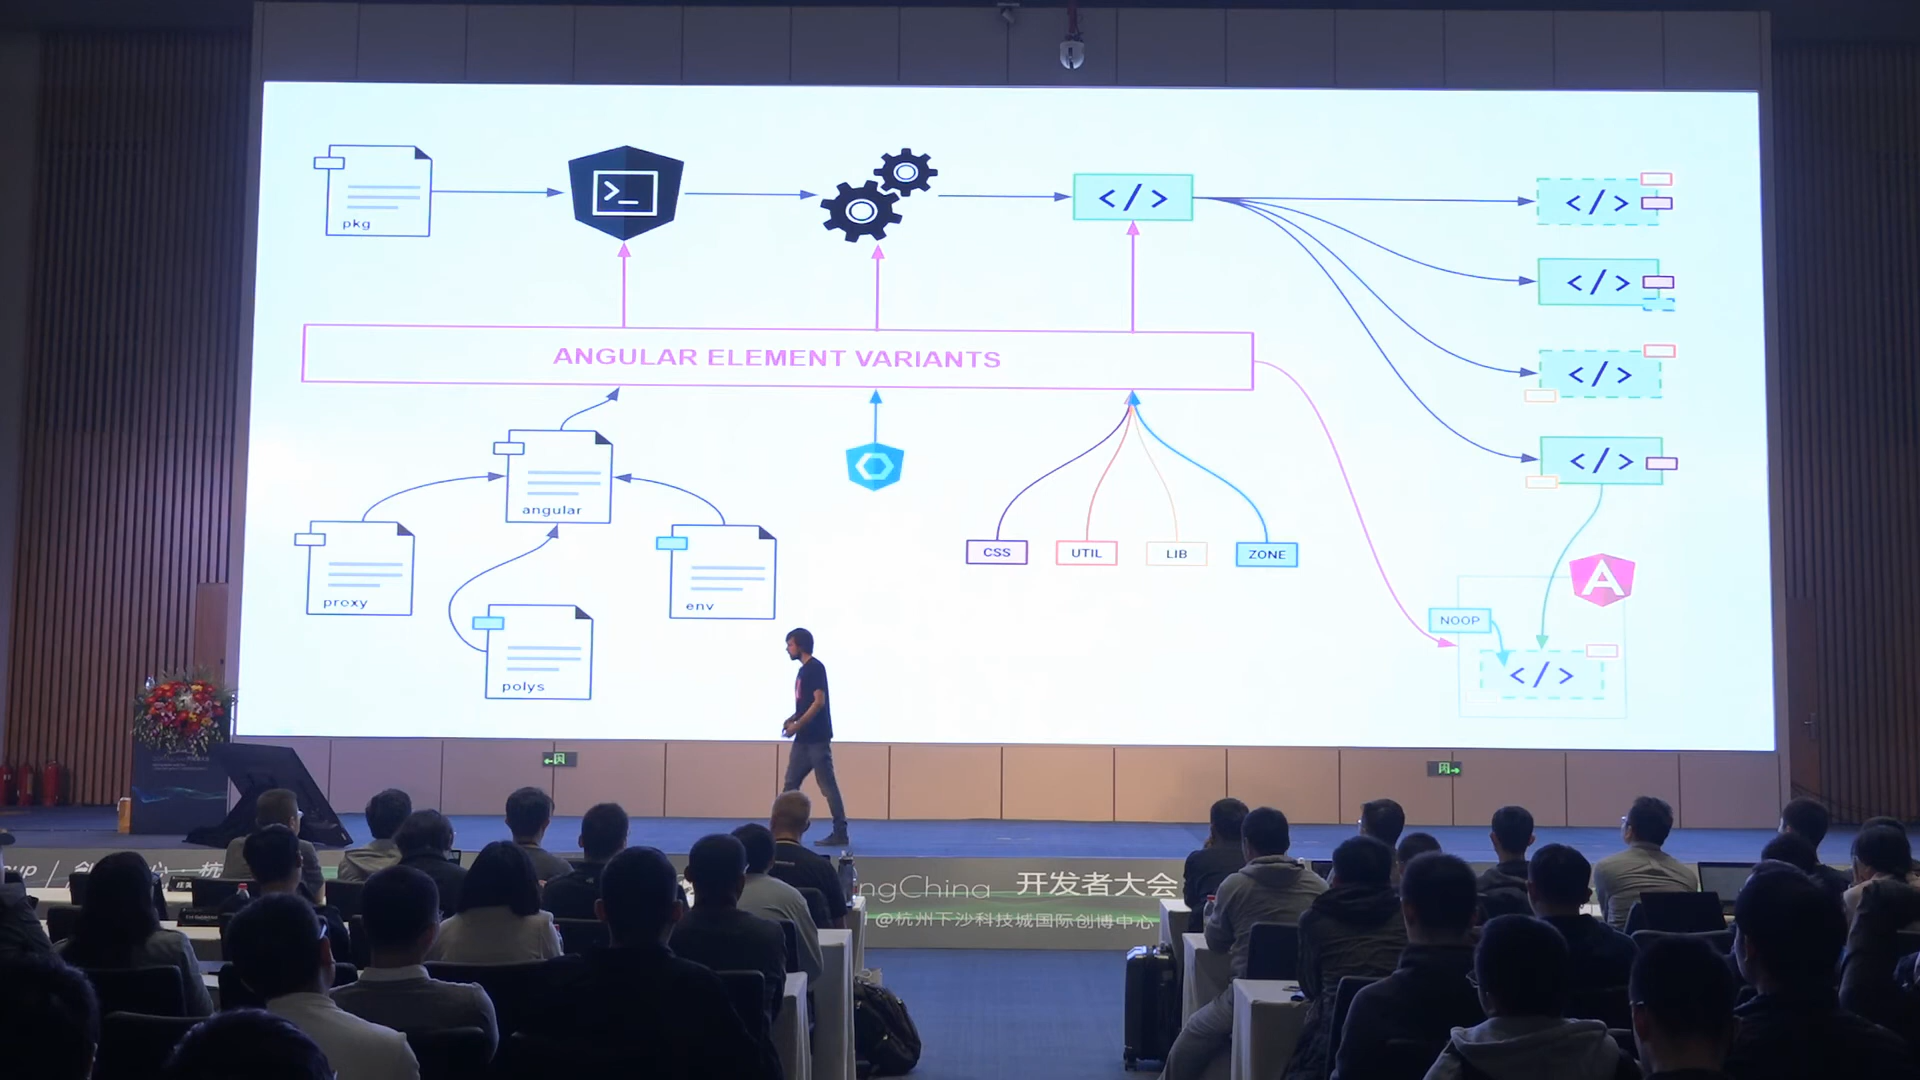 pkg
>_
</>
</>
</>
ANGULAR ELEMENT VARIANTS
</>
angular
</>
CSS
UTIL
LIB
ZONE
proxy
env
A
NOOP
</>
polys
开发者大会
ngChina
@杭州下沙科技城国际创博中心